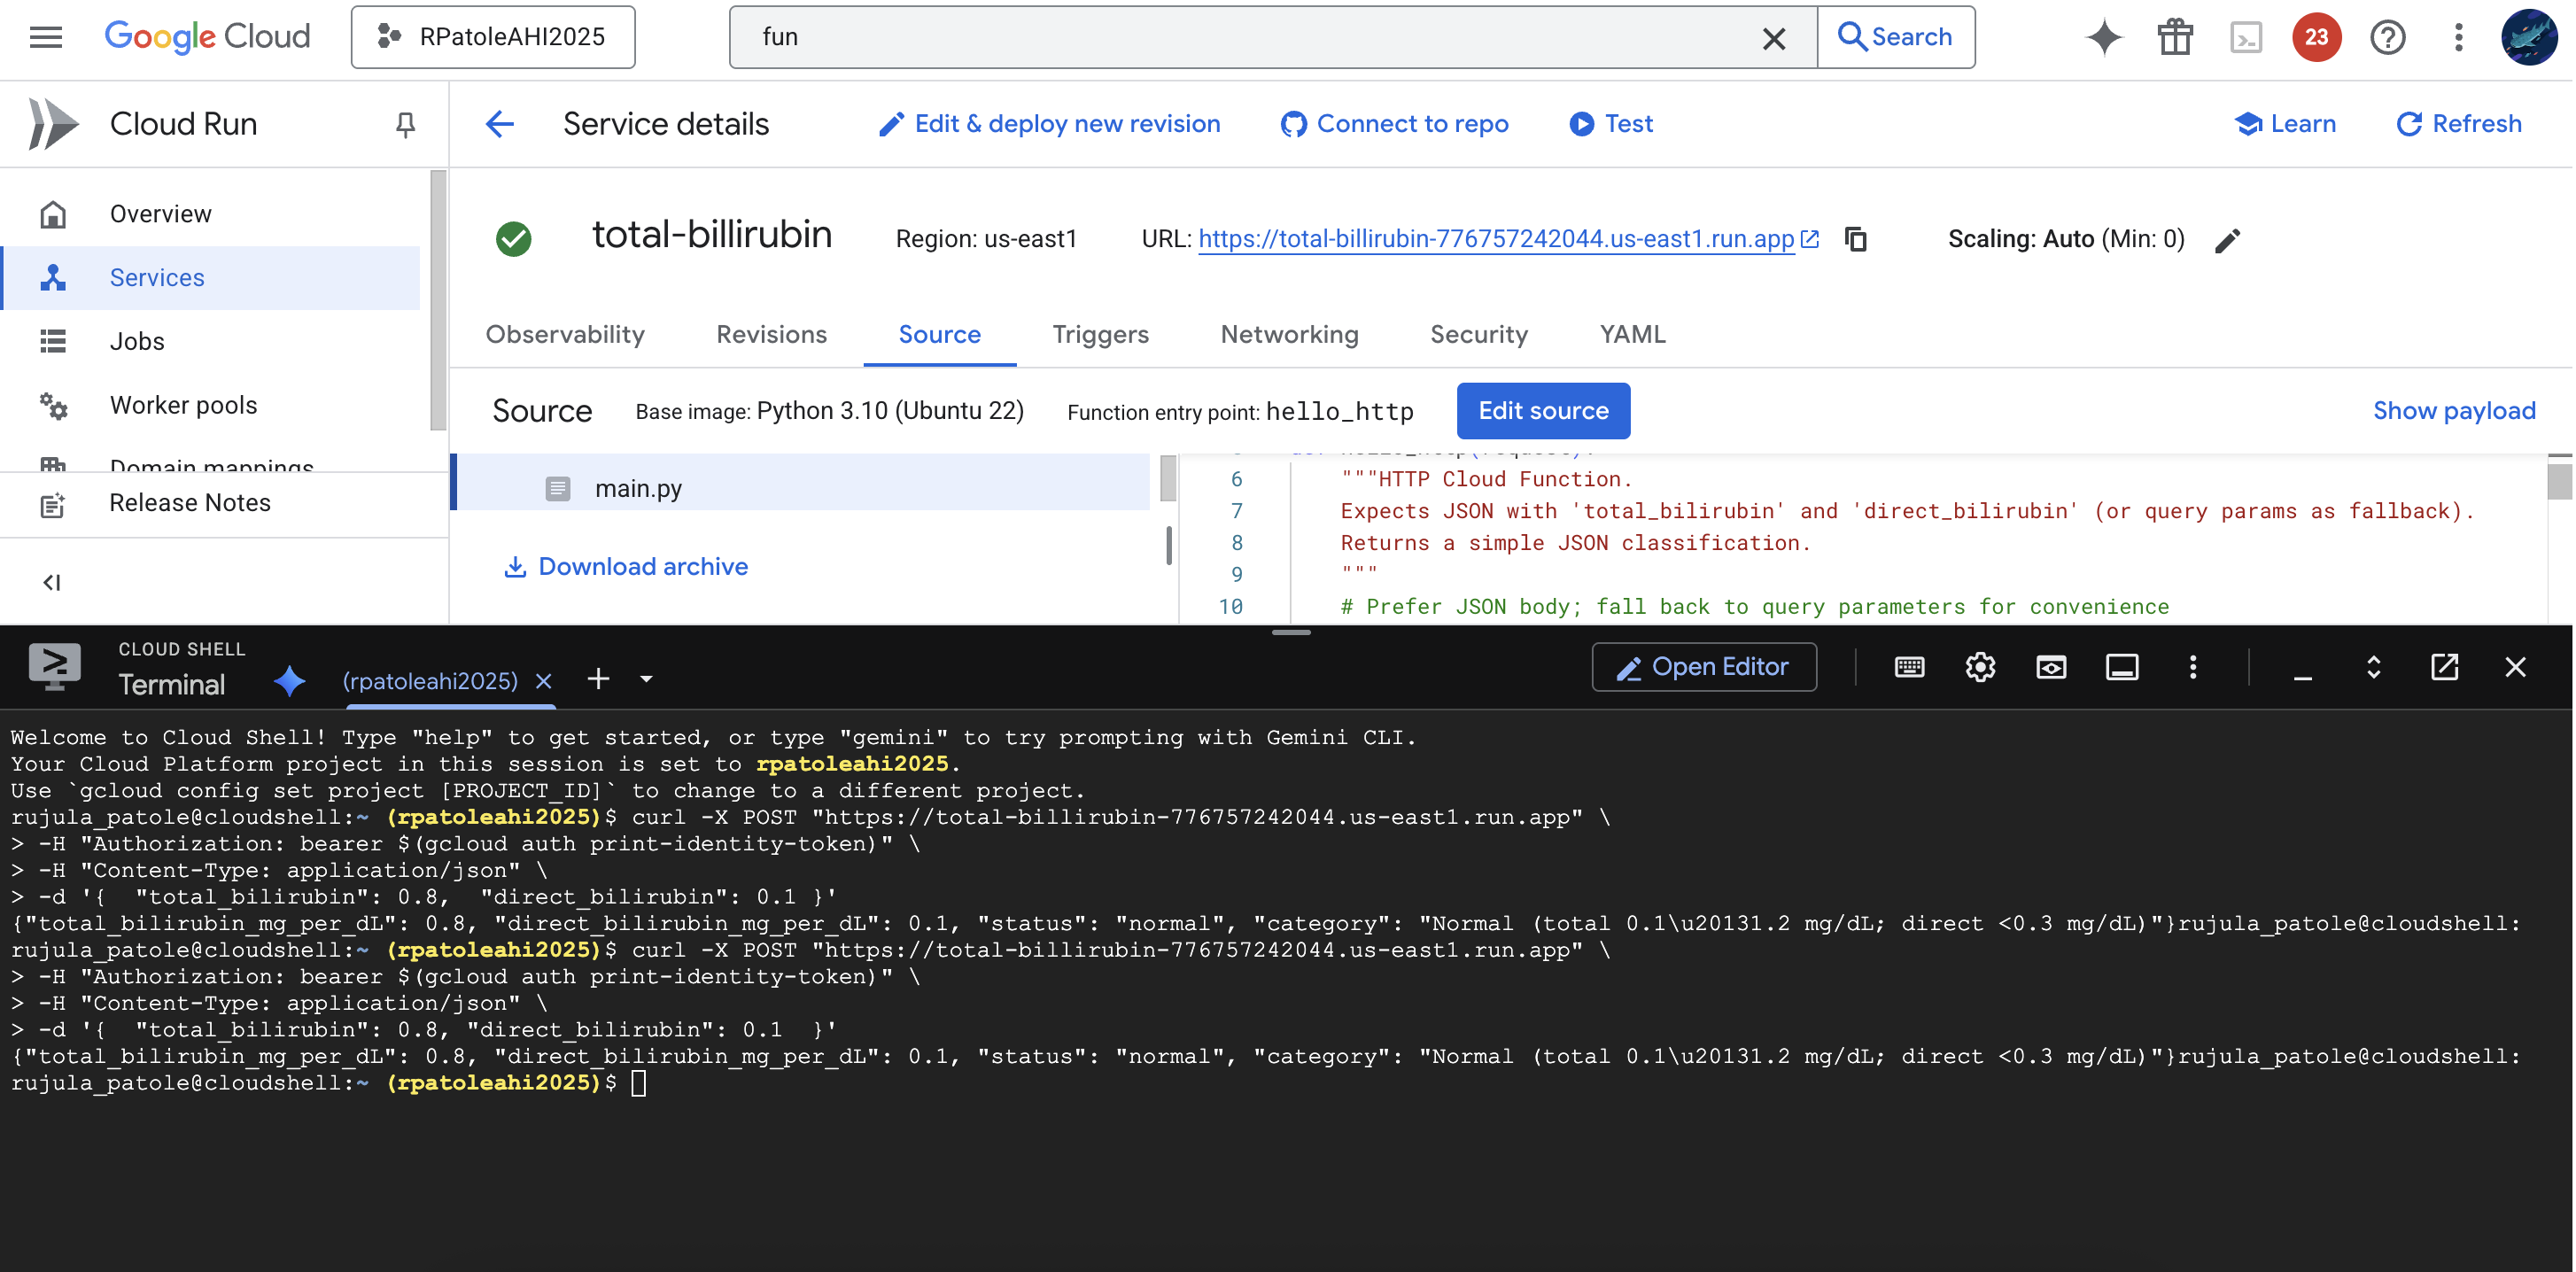 Google Cloud
RPatoleAHI2025
fun
Search
23
Cloud Run
Service details
Edit & deploy new revision
Connect to repo
Test
Learn
Refresh
Overview
Services
Jobs
Worker pools
Domain mappings
Release Notes
total-billirubin
Region: us-east1
URL: https://total-billirubin-776757242044.us-east1.run.app
Scaling: Auto (Min: 0)
Observability
Revisions
Source
Triggers
Networking
Security
YAML
Source
Base image: Python 3.10 (Ubuntu 22)
Function entry point: hello_http
Edit source
Show payload
main.py
Download archive
6 """HTTP Cloud Function.
7 Expects JSON with 'total_bilirubin' and 'direct_bilirubin' (or query params as fallback).
8 Returns a simple JSON classification.
9 """
10 # Prefer JSON body; fall back to query parameters for convenience
CLOUD SHELL
Terminal
(rpatoleahi2025)
Open Editor
Welcome to Cloud Shell! Type "help" to get started, or type "gemini" to try prompting with Gemini CLI.
Your Cloud Platform project in this session is set to rpatoleahi2025.
Use `gcloud config set project [PROJECT_ID]` to change to a different project.
rujula_patole@cloudshell:~ (rpatoleahi2025)$ curl -X POST "https://total-billirubin-776757242044.us-east1.run.app" \
> -H "Authorization: bearer $(gcloud auth print-identity-token)" \
> -H "Content-Type: application/json" \
> -d '{  "total_bilirubin": 0.8,  "direct_bilirubin": 0.1 }'
{"total_bilirubin_mg_per_dL": 0.8, "direct_bilirubin_mg_per_dL": 0.1, "status": "normal", "category": "Normal (total 0.1\u20131.2 mg/dL; direct <0.3 mg/dL)"}rujula_patole@cloudshell:
rujula_patole@cloudshell:~ (rpatoleahi2025)$ curl -X POST "https://total-billirubin-776757242044.us-east1.run.app" \
> -H "Authorization: bearer $(gcloud auth print-identity-token)" \
> -H "Content-Type: application/json" \
> -d '{  "total_bilirubin": 0.8, "direct_bilirubin": 0.1  }'
{"total_bilirubin_mg_per_dL": 0.8, "direct_bilirubin_mg_per_dL": 0.1, "status": "normal", "category": "Normal (total 0.1\u20131.2 mg/dL; direct <0.3 mg/dL)"}rujula_patole@cloudshell:
rujula_patole@cloudshell:~ (rpatoleahi2025)$